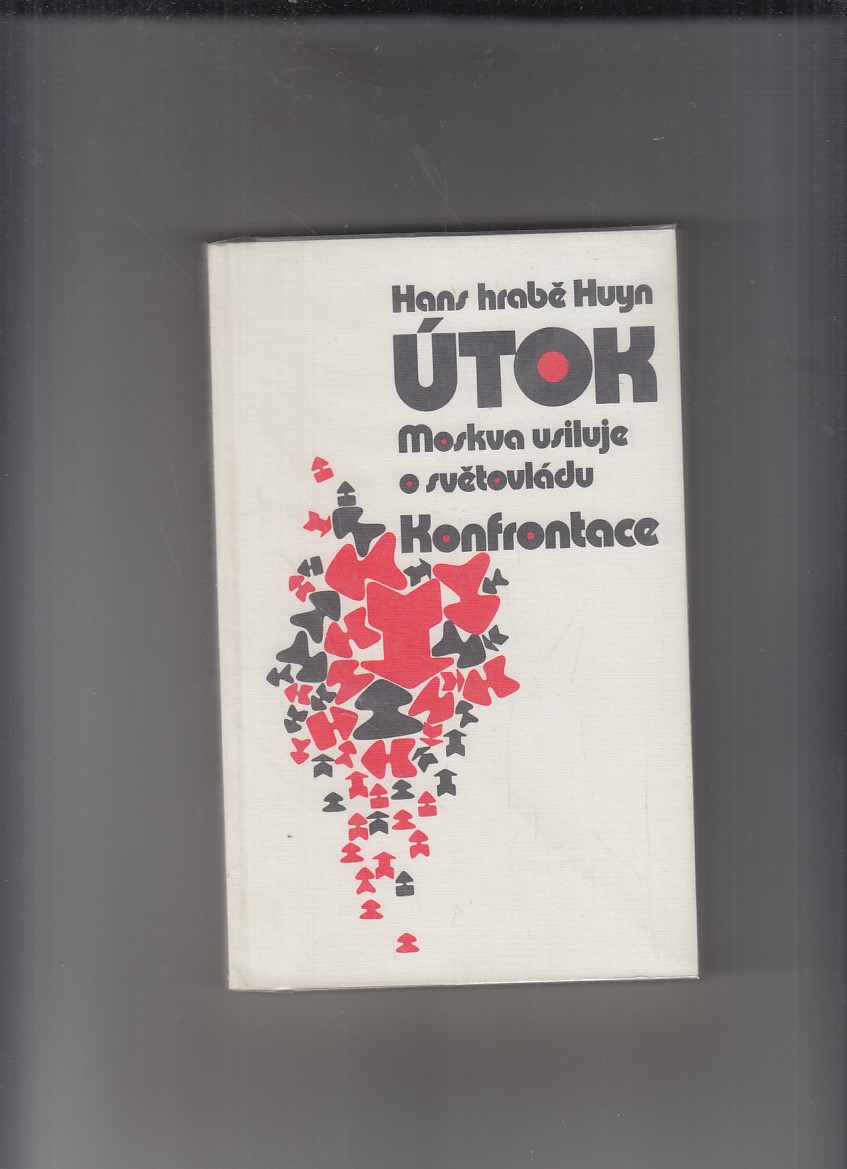 Hans hrabě Huyn
ÚTOK
Moskva usiluje
o světovládu
Konfrontace